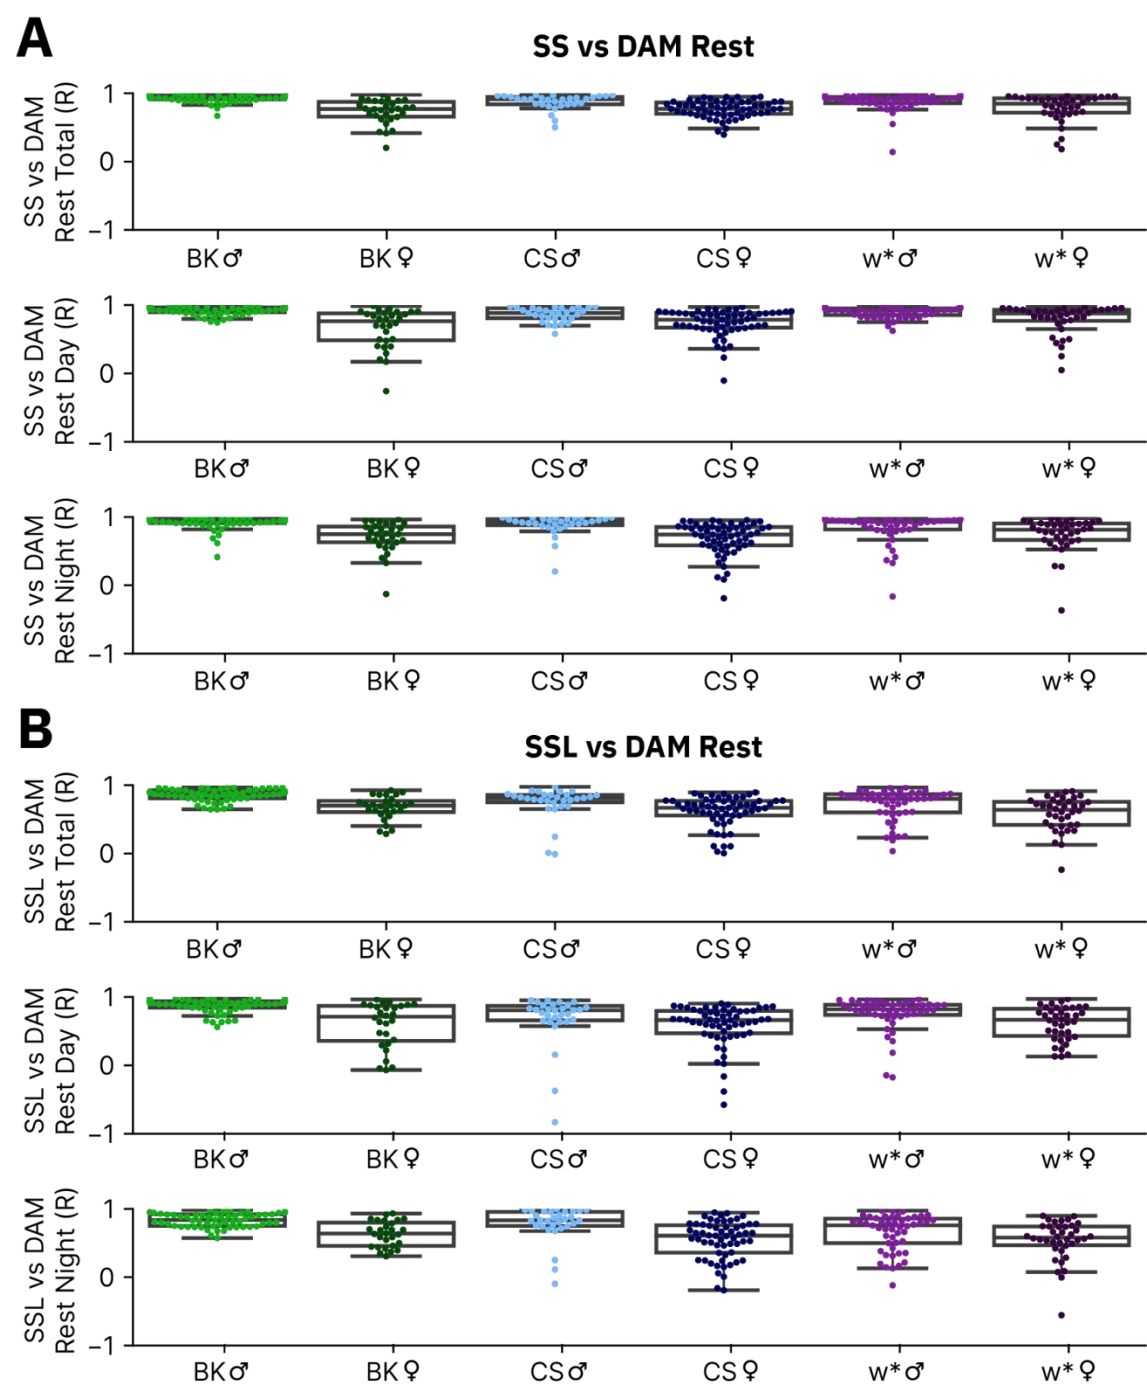 A
SS vs DAM Rest
SS vs DAM
Rest Total (R)
1
0
−1
BK♂ BK♀ CS♂ CS♀ w*♂ w*♀
SS vs DAM
Rest Day (R)
1
0
−1
BK♂ BK♀ CS♂ CS♀ w*♂ w*♀
SS vs DAM
Rest Night (R)
1
0
−1
BK♂ BK♀ CS♂ CS♀ w*♂ w*♀
B
SSL vs DAM Rest
SSL vs DAM
Rest Total (R)
1
0
−1
BK♂ BK♀ CS♂ CS♀ w*♂ w*♀
SSL vs DAM
Rest Day (R)
1
0
−1
BK♂ BK♀ CS♂ CS♀ w*♂ w*♀
SSL vs DAM
Rest Night (R)
1
0
−1
BK♂ BK♀ CS♂ CS♀ w*♂ w*♀